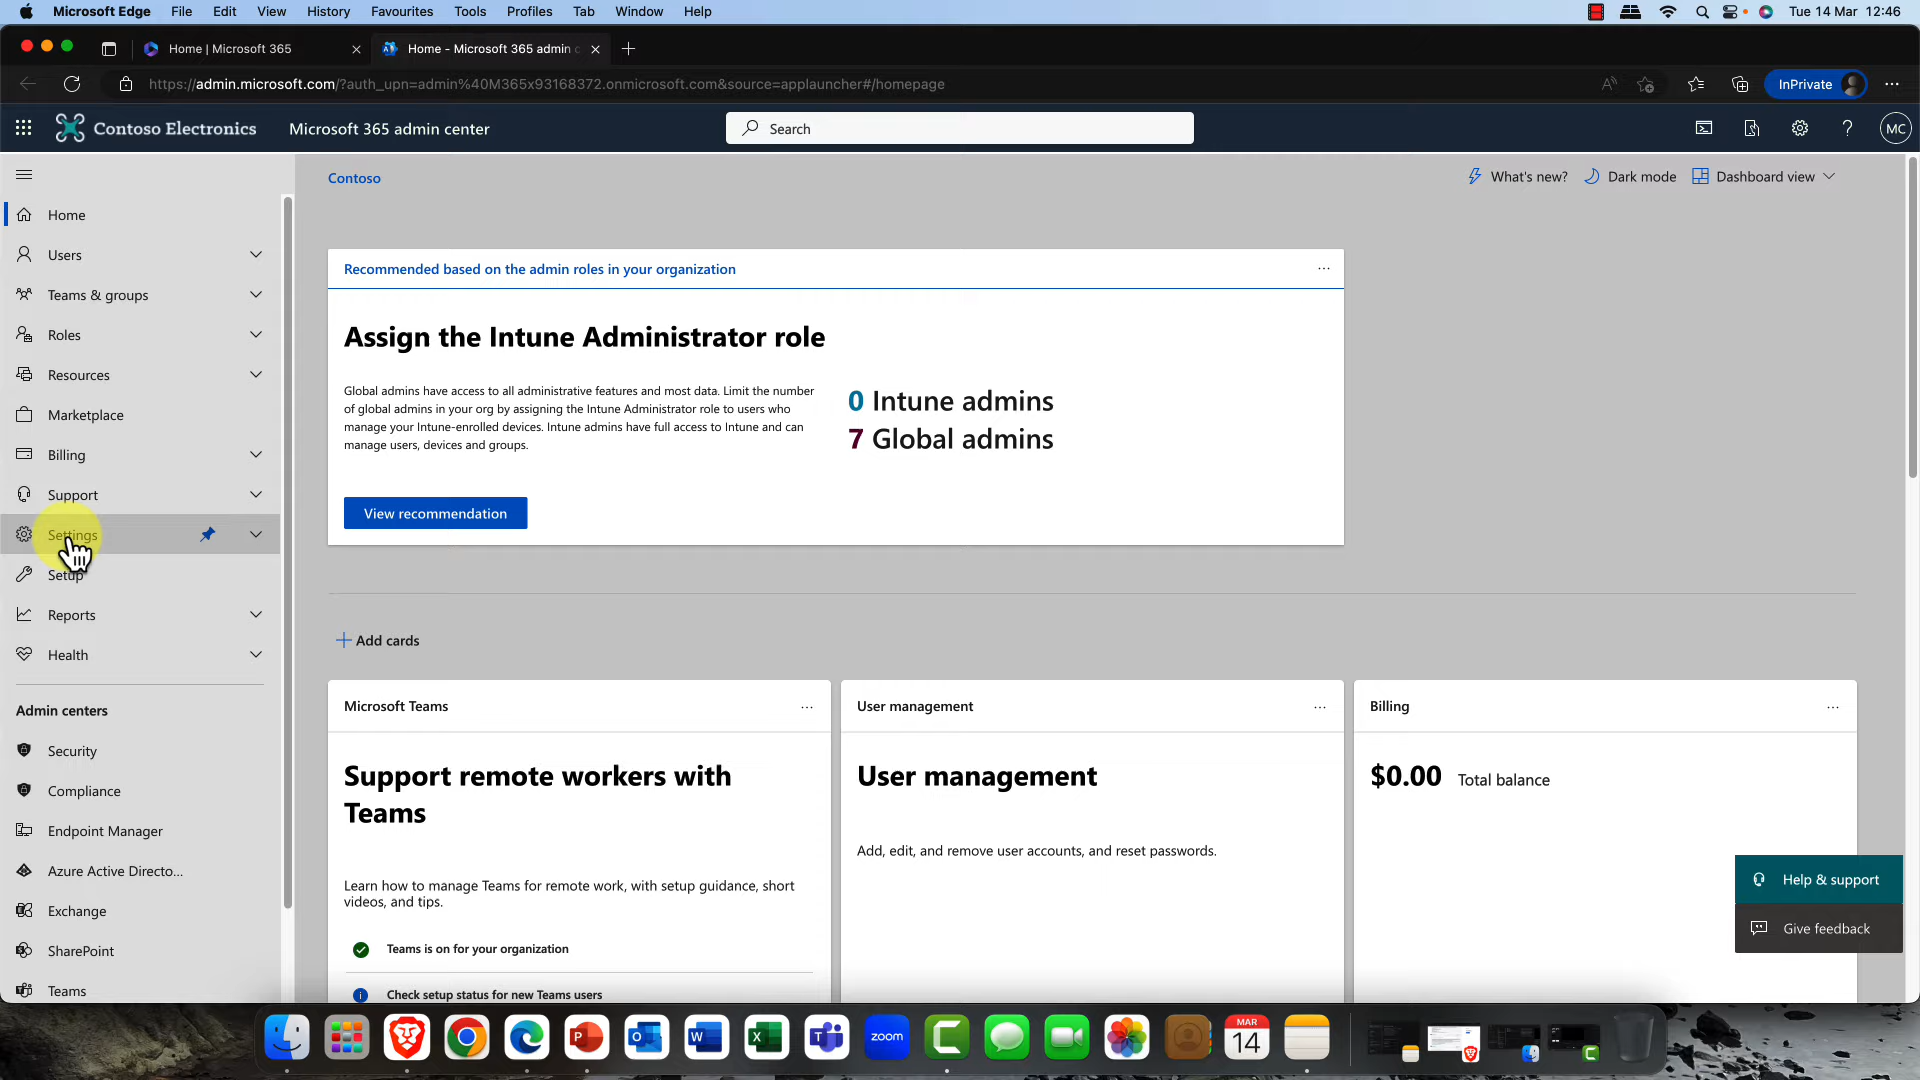 Microsoft Edge File Edit View History Favourites Tools Profiles Tab Window Help Tue 14 Mar 12:46
Home | Microsoft 365
Home - Microsoft 365 admin c
https://admin.microsoft.com/?auth_upn=admin%40M365x93168372.onmicrosoft.com&source=applauncher#/homepage
InPrivate
Contoso Electronics
Microsoft 365 admin center
Search
MC
Contoso
What's new?
Dark mode
Dashboard view
Home
Users
Teams & groups
Roles
Resources
Marketplace
Billing
Support
Settings
Setup
Reports
Health
Admin centers
Security
Compliance
Endpoint Manager
Azure Active Directo...
Exchange
SharePoint
Teams
Recommended based on the admin roles in your organization
Assign the Intune Administrator role
Global admins have access to all administrative features and most data. Limit the number
of global admins in your org by assigning the Intune Administrator role to users who
manage your Intune-enrolled devices. Intune admins have full access to Intune and can
manage users, devices and groups.
0 Intune admins
7 Global admins
View recommendation
Add cards
Microsoft Teams
Support remote workers with
Teams
Learn how to manage Teams for remote work, with setup guidance, short
videos, and tips.
Teams is on for your organization
Check setup status for new Teams users
User management
User management
Add, edit, and remove user accounts, and reset passwords.
Billing
$0.00 Total balance
Help & support
Give feedback
zoom
MAR
14